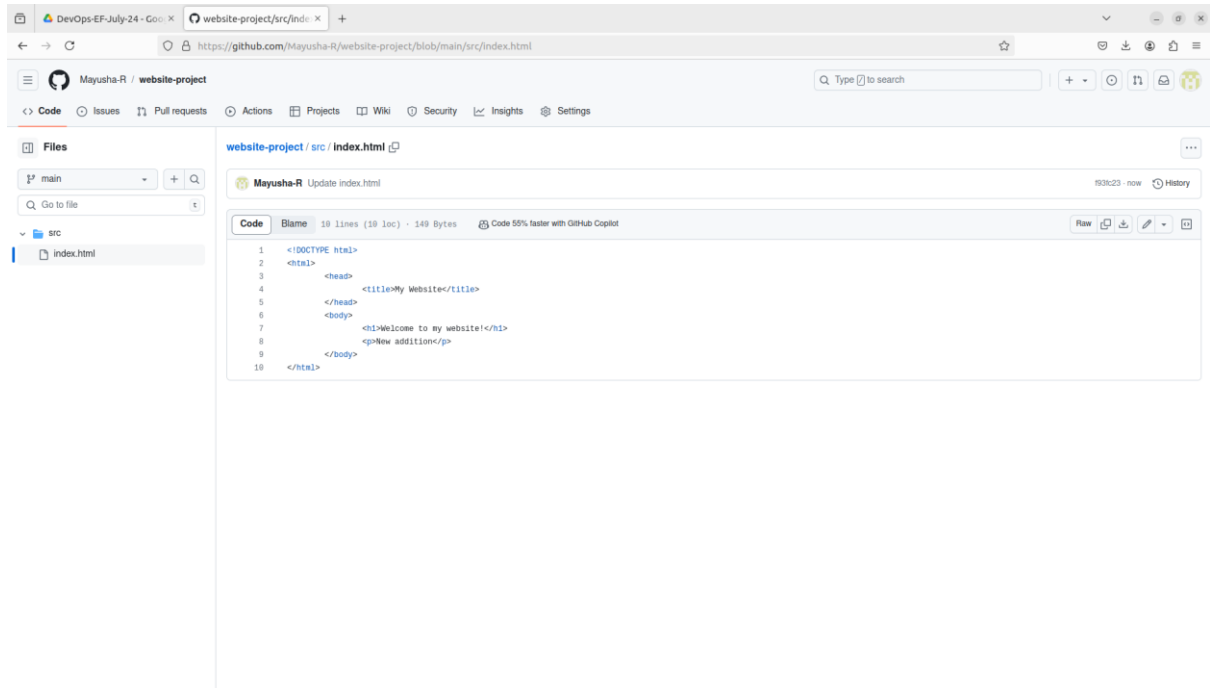 DevOps-EF-July-24 - Goo
website-project/src/inde
https://github.com/Mayusha-R/website-project/blob/main/src/index.html
Mayusha-R / website-project
Type / to search
Code
Issues
Pull requests
Actions
Projects
Wiki
Security
Insights
Settings
Files
main
Go to file
t
src
index.html
website-project / src / index.html
Mayusha-R Update index.html
f93fc23 · now
History
Code Blame 10 lines (10 loc) · 149 Bytes Code 55% faster with GitHub Copilot
Raw
1 <!DOCTYPE html>
2 <html>
3 <head>
4 <title>My Website</title>
5 </head>
6 <body>
7 <h1>Welcome to my website!</h1>
8 <p>New addition</p>
9 </body>
10 </html>